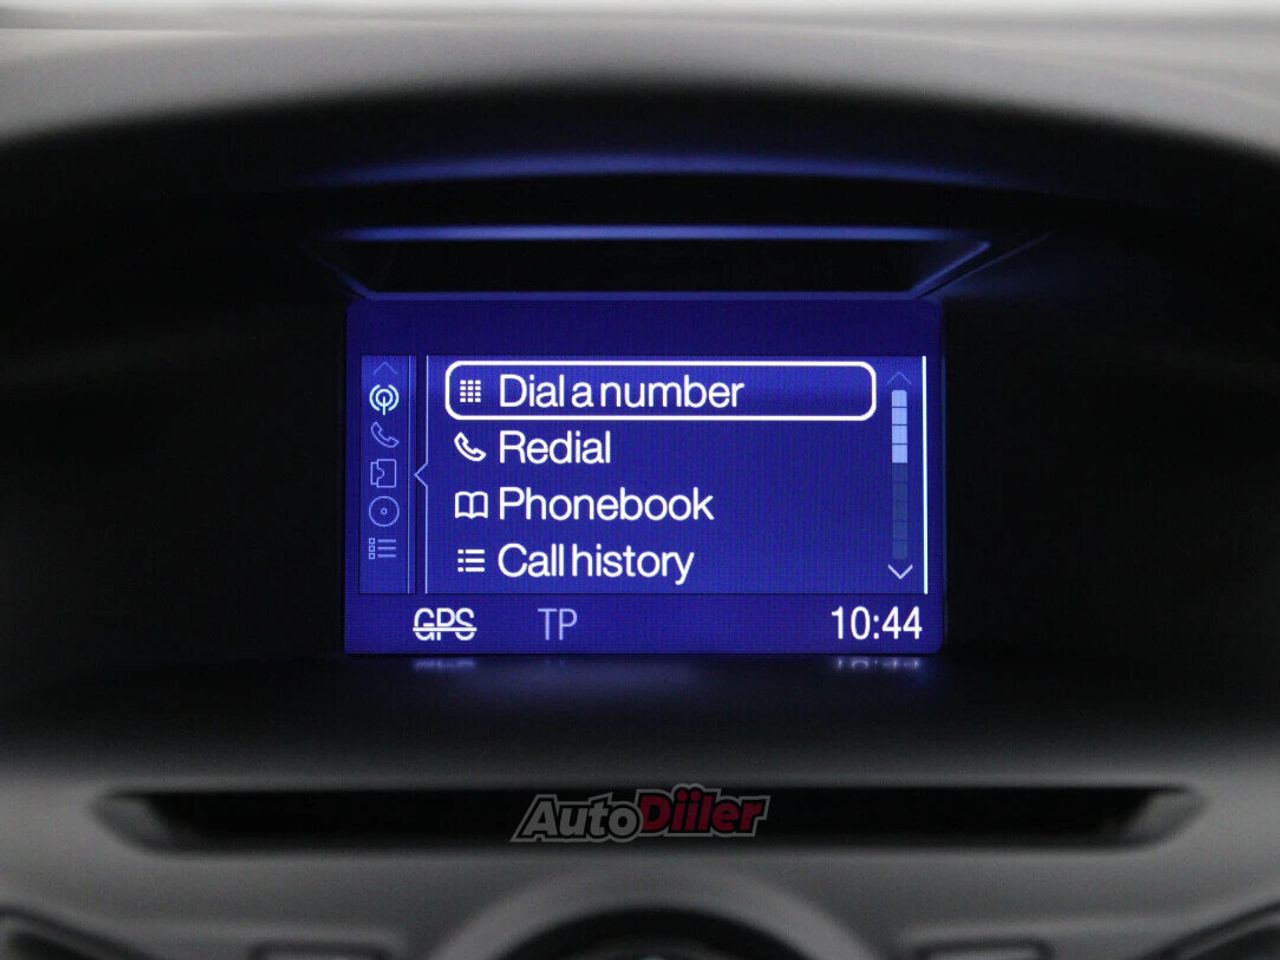 Dial a number
Redial
Phonebook
Call history
GPS TP 10:44
AutoDiiler